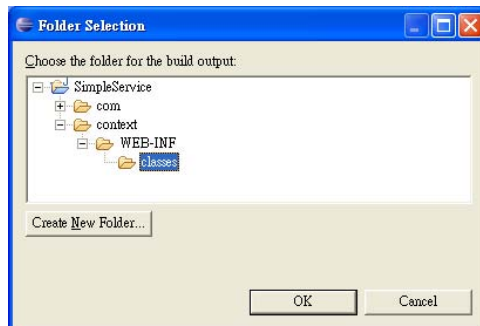 Folder Selection
Choose the folder for the build output:
SimpleService
com
context
WEB-INF
classes
Create New Folder...
OK
Cancel